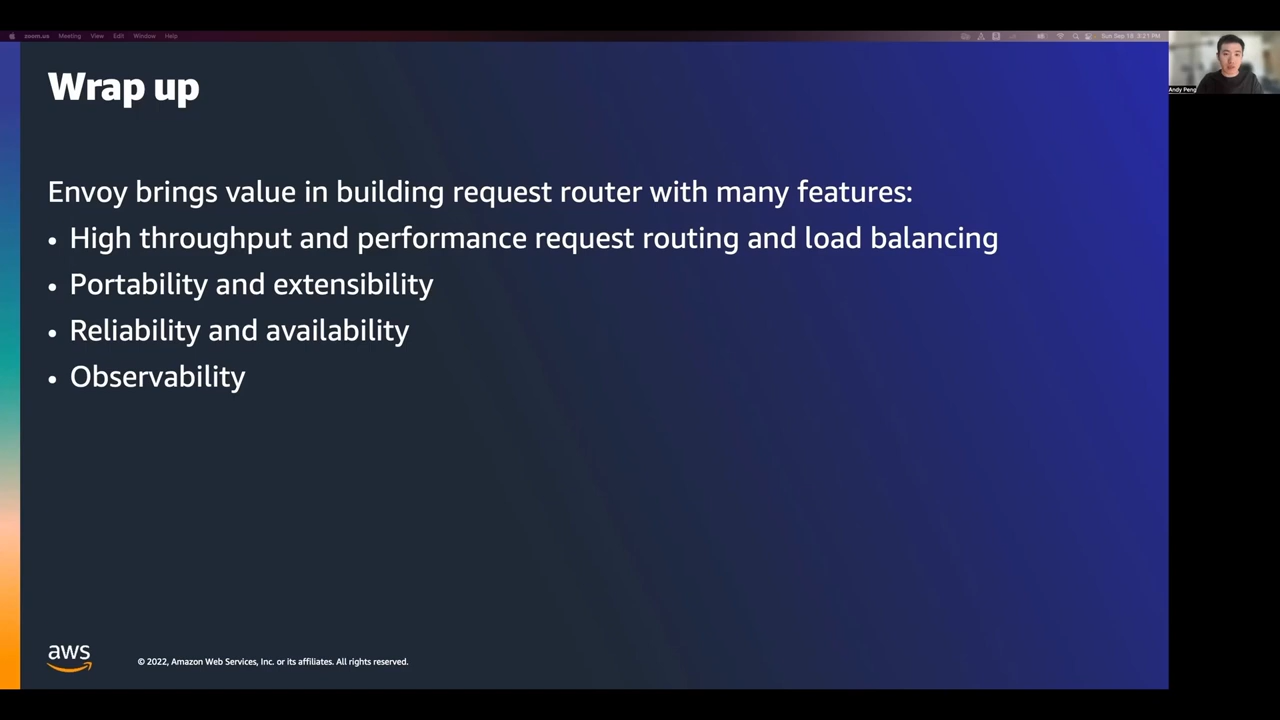 zoom.us Meeting View Edit Window Help
Sun Sep 18 3:21 PM
Andy Peng
Wrap up
Envoy brings value in building request router with many features:
• High throughput and performance request routing and load balancing
• Portability and extensibility
• Reliability and availability
• Observability
aws
© 2022, Amazon Web Services, Inc. or its affiliates. All rights reserved.